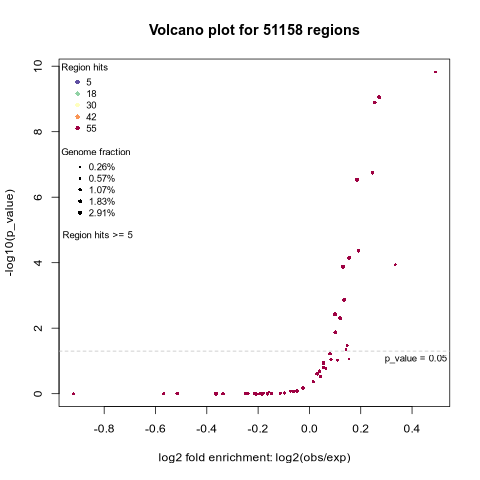 Volcano plot for 51158 regions
Region hits
5
18
30
42
55
Genome fraction
0.26%
0.57%
1.07%
1.83%
2.91%
Region hits >= 5
p_value = 0.05
-log10(p_value)
10
8
6
4
2
0
-0.8 -0.6 -0.4 -0.2 0.0 0.2 0.4
log2 fold enrichment: log2(obs/exp)